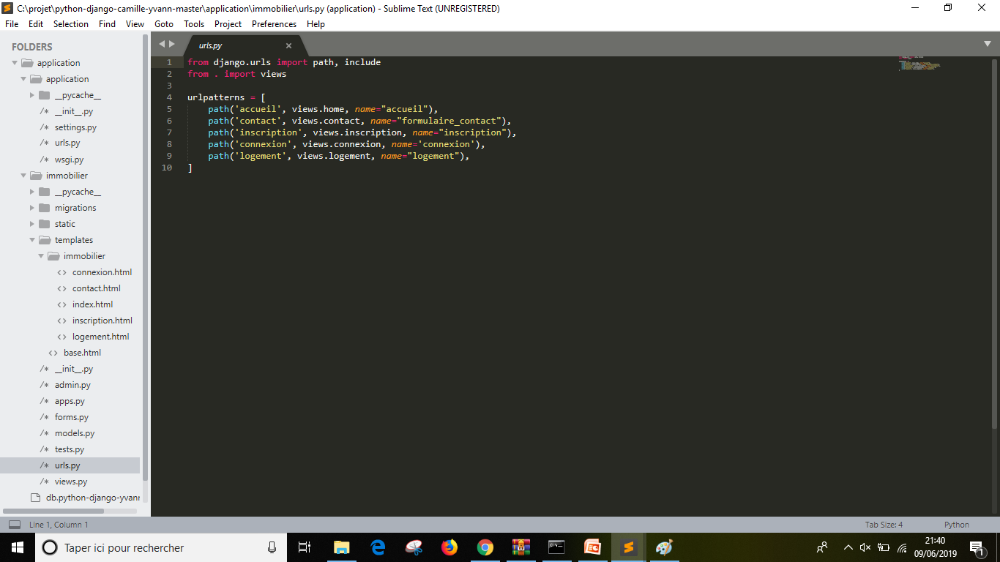 C:\projet\python-django-camille-yvann-master\application\immobilier\urls.py (application) - Sublime Text (UNREGISTERED)
File Edit Selection Find View Goto Tools Project Preferences Help
FOLDERS
application
application
__pycache__
/* __init__.py
/* settings.py
/* urls.py
/* wsgi.py
immobilier
__pycache__
migrations
static
templates
immobilier
<> connexion.html
<> contact.html
<> index.html
<> inscription.html
<> logement.html
<> base.html
/* __init__.py
/* admin.py
/* apps.py
/* forms.py
/* models.py
/* tests.py
/* urls.py
/* views.py
db.python-django-yvanr
urls.py
1 from django.urls import path, include
2 from . import views
3
4 urlpatterns = [
5 path('accueil', views.home, name="accueil"),
6 path('contact', views.contact, name="formulaire_contact"),
7 path('inscription', views.inscription, name="inscription"),
8 path('connexion', views.connexion, name='connexion'),
9 path('logement', views.logement, name="logement"),
10 ]
Line 1, Column 1
Tab Size: 4
Python
Taper ici pour rechercher
21:40
09/06/2019
1